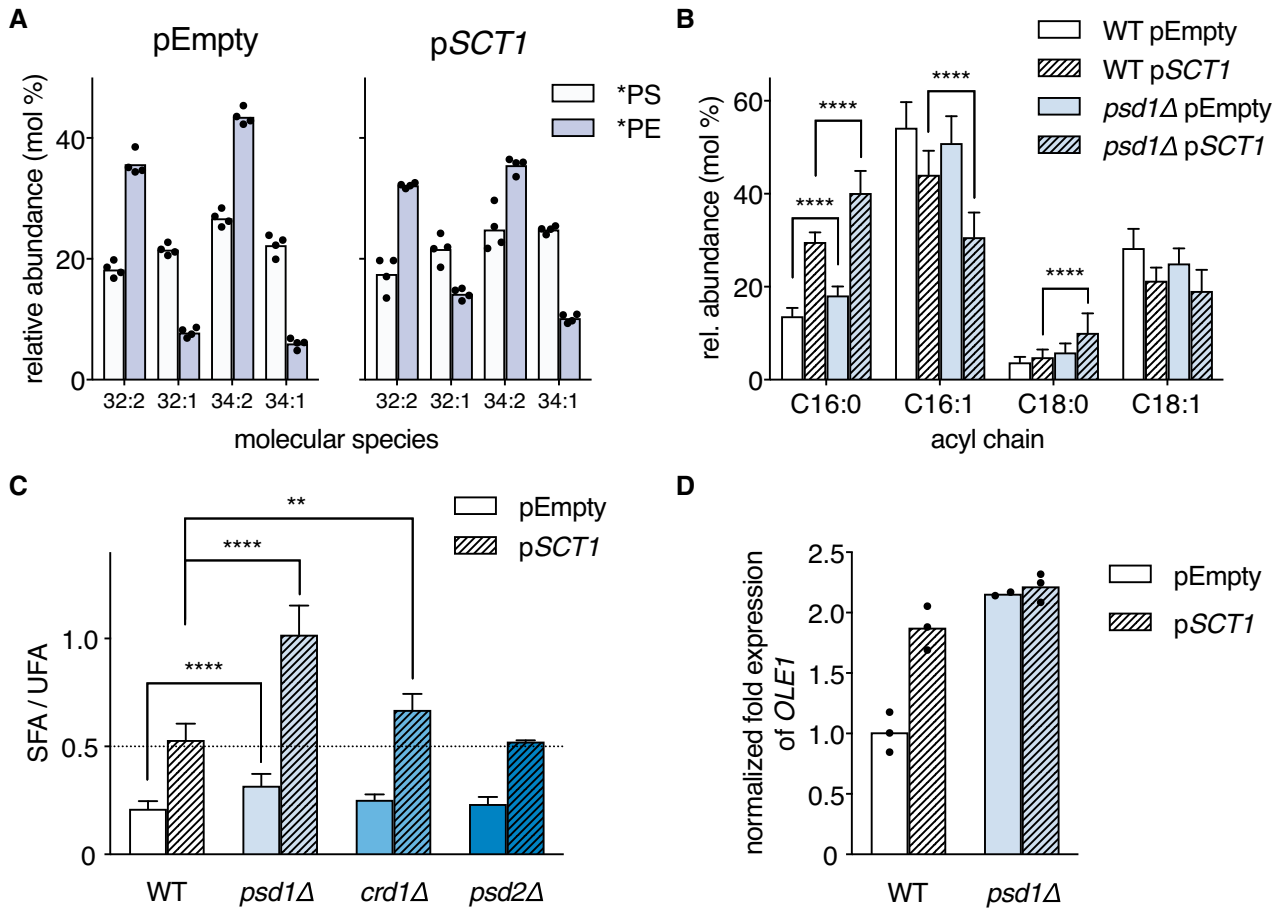 A
pEmpty
pSCT1
relative abundance (mol %)
40
20
0
*PS
*PE
32:2 32:1 34:2 34:1
32:2 32:1 34:2 34:1
molecular species
B
WT pEmpty
WT pSCT1
psd1Δ pEmpty
psd1Δ pSCT1
rel. abundance (mol %)
60
40
20
0
****
****
****
****
C16:0 C16:1 C18:0 C18:1
acyl chain
C
pEmpty
pSCT1
SFA / UFA
1.0
0.5
0
**
****
****
WT psd1Δ crd1Δ psd2Δ
D
pEmpty
pSCT1
normalized fold expression
of OLE1
2.5
2.0
1.5
1.0
0.5
0
WT psd1Δ